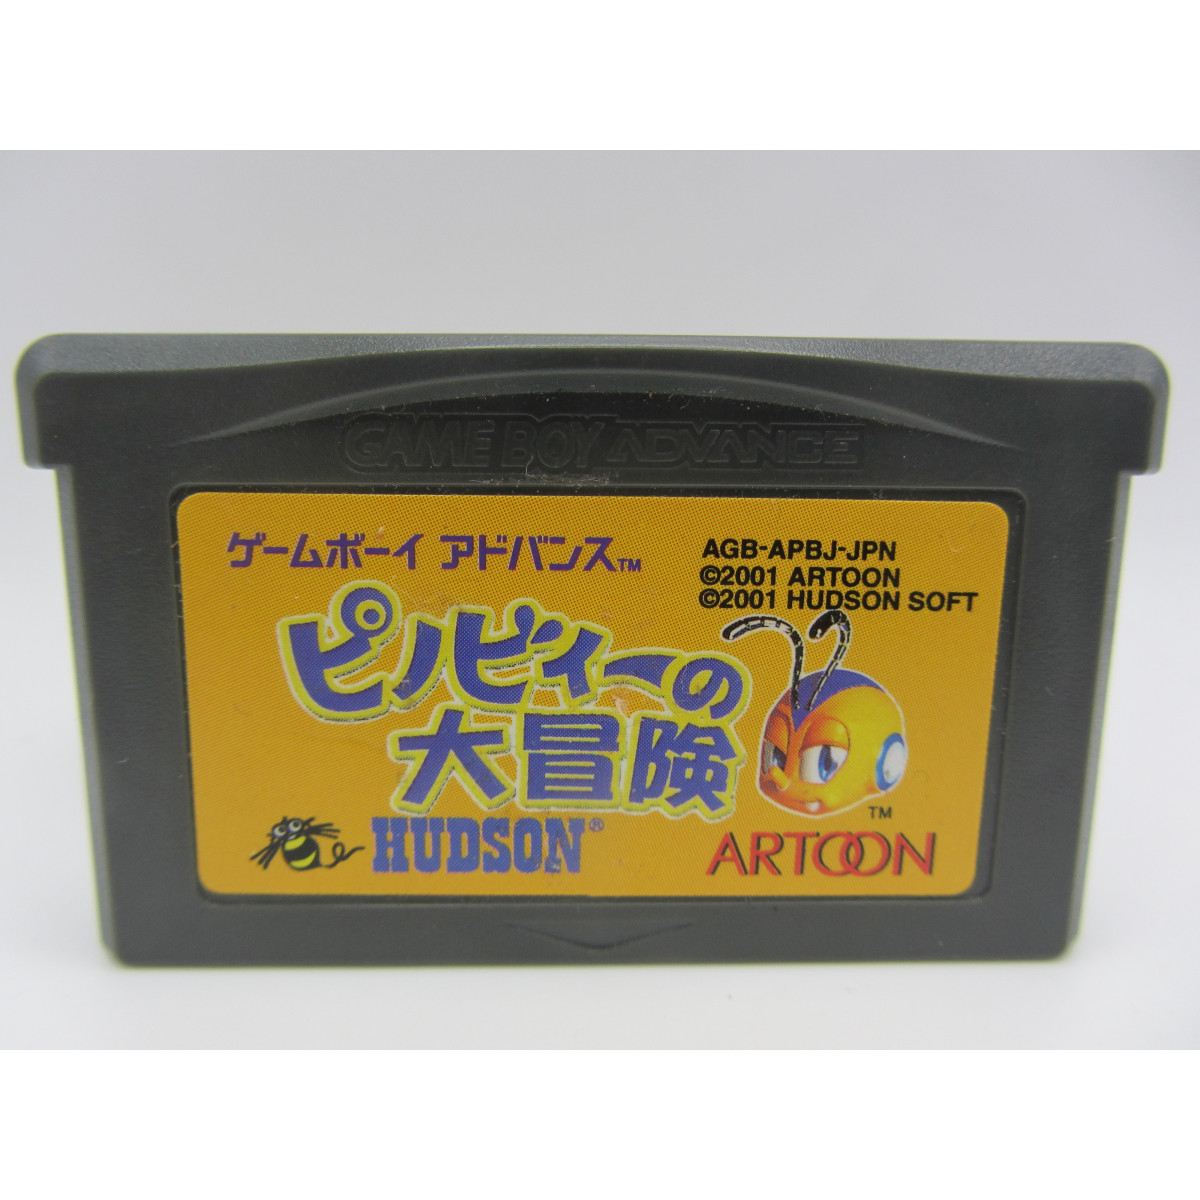 GAME BOY ADVANCE
ゲームボーイ アドバンス™
AGB-APBJ-JPN
©2001 ARTOON
©2001 HUDSON SOFT
ピノビィーの
大冒険
™
HUDSON®
ARTOON